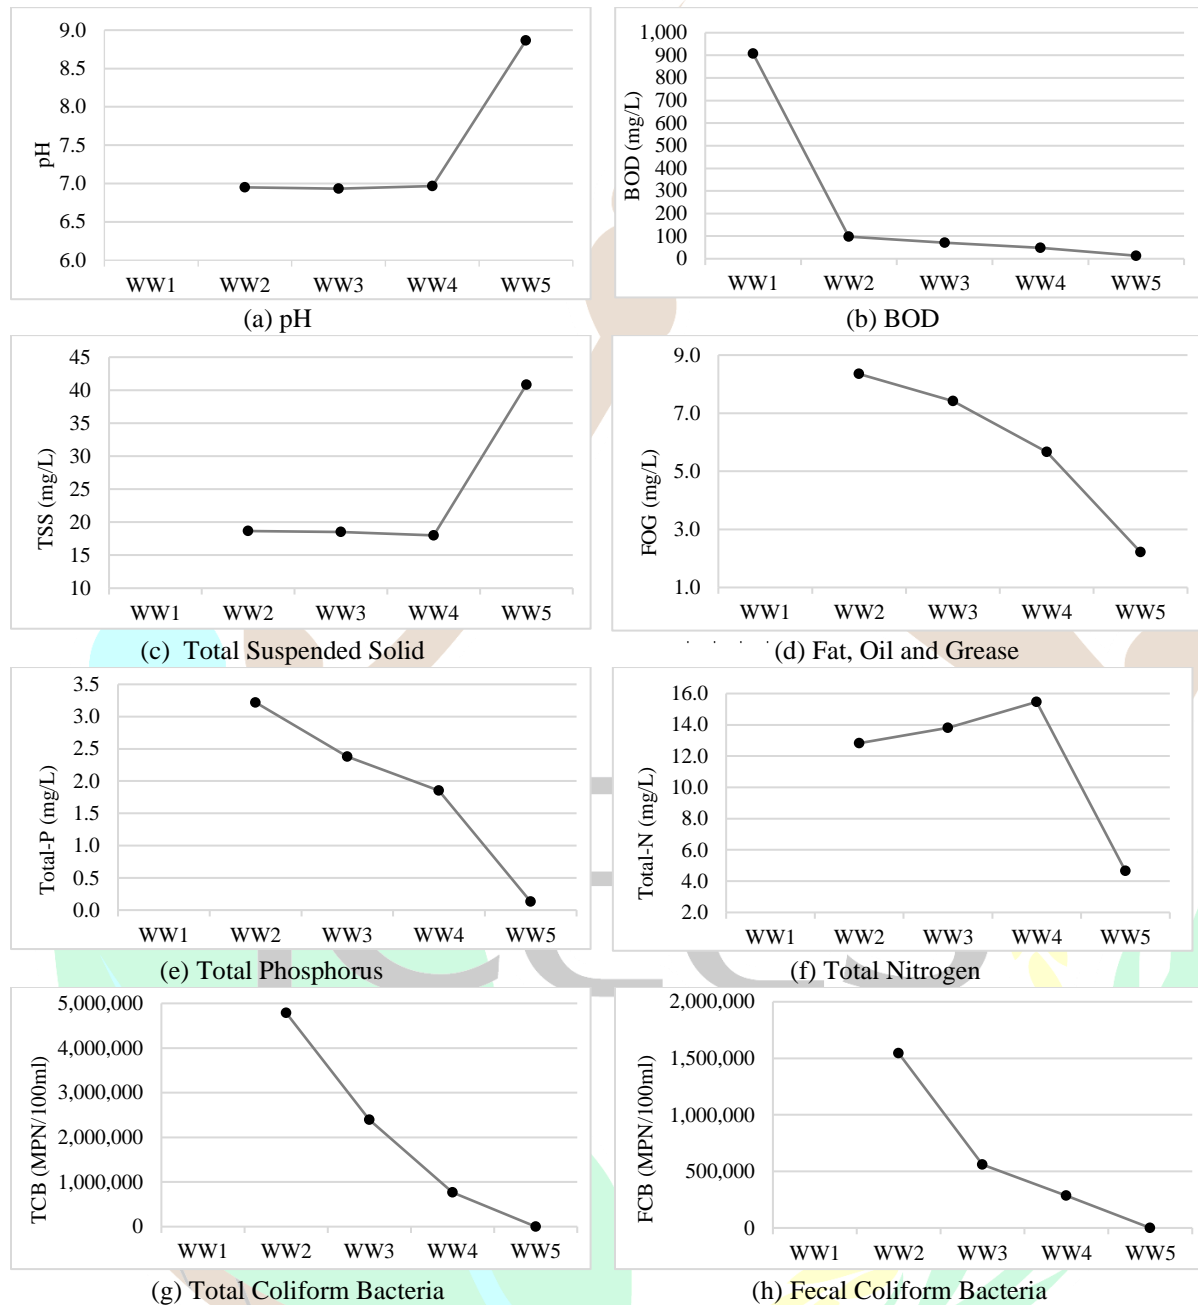 9.0
8.5
8.0
7.5
7.0
6.5
6.0
pH
WW1 WW2 WW3 WW4 WW5
(a) pH
1,000
900
800
700
600
500
400
300
200
100
0
BOD (mg/L)
WW1 WW2 WW3 WW4 WW5
(b) BOD
45
40
35
30
25
20
15
10
TSS (mg/L)
WW1 WW2 WW3 WW4 WW5
(c) Total Suspended Solid
9.0
7.0
5.0
3.0
1.0
FOG (mg/L)
WW1 WW2 WW3 WW4 WW5
(d) Fat, Oil and Grease
3.5
3.0
2.5
2.0
1.5
1.0
0.5
0.0
Total-P (mg/L)
WW1 WW2 WW3 WW4 WW5
(e) Total Phosphorus
16.0
14.0
12.0
10.0
8.0
6.0
4.0
2.0
Total-N (mg/L)
WW1 WW2 WW3 WW4 WW5
(f) Total Nitrogen
5,000,000
4,000,000
3,000,000
2,000,000
1,000,000
0
TCB (MPN/100ml)
WW1 WW2 WW3 WW4 WW5
(g) Total Coliform Bacteria
2,000,000
1,500,000
1,000,000
500,000
0
FCB (MPN/100ml)
WW1 WW2 WW3 WW4 WW5
(h) Fecal Coliform Bacteria